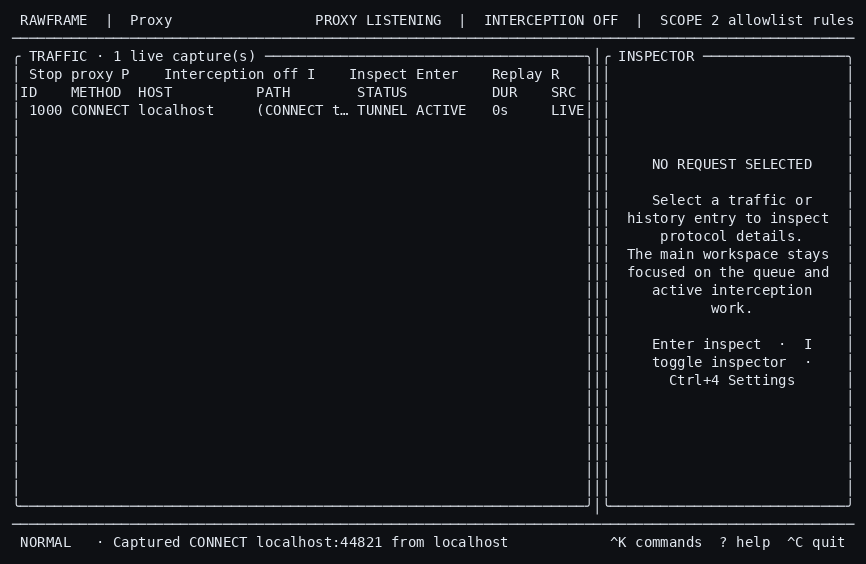 RAWFRAME | Proxy PROXY LISTENING | INTERCEPTION OFF | SCOPE 2 allowlist rules
TRAFFIC · 1 live capture(s)
Stop proxy P Interception off I Inspect Enter Replay R
ID METHOD HOST PATH STATUS DUR SRC
1000 CONNECT localhost (CONNECT t… TUNNEL ACTIVE 0s LIVE
INSPECTOR
NO REQUEST SELECTED
Select a traffic or
history entry to inspect
protocol details.
The main workspace stays
focused on the queue and
active interception
work.
Enter inspect · I
toggle inspector ·
Ctrl+4 Settings
NORMAL · Captured CONNECT localhost:44821 from localhost ^K commands ? help ^C quit